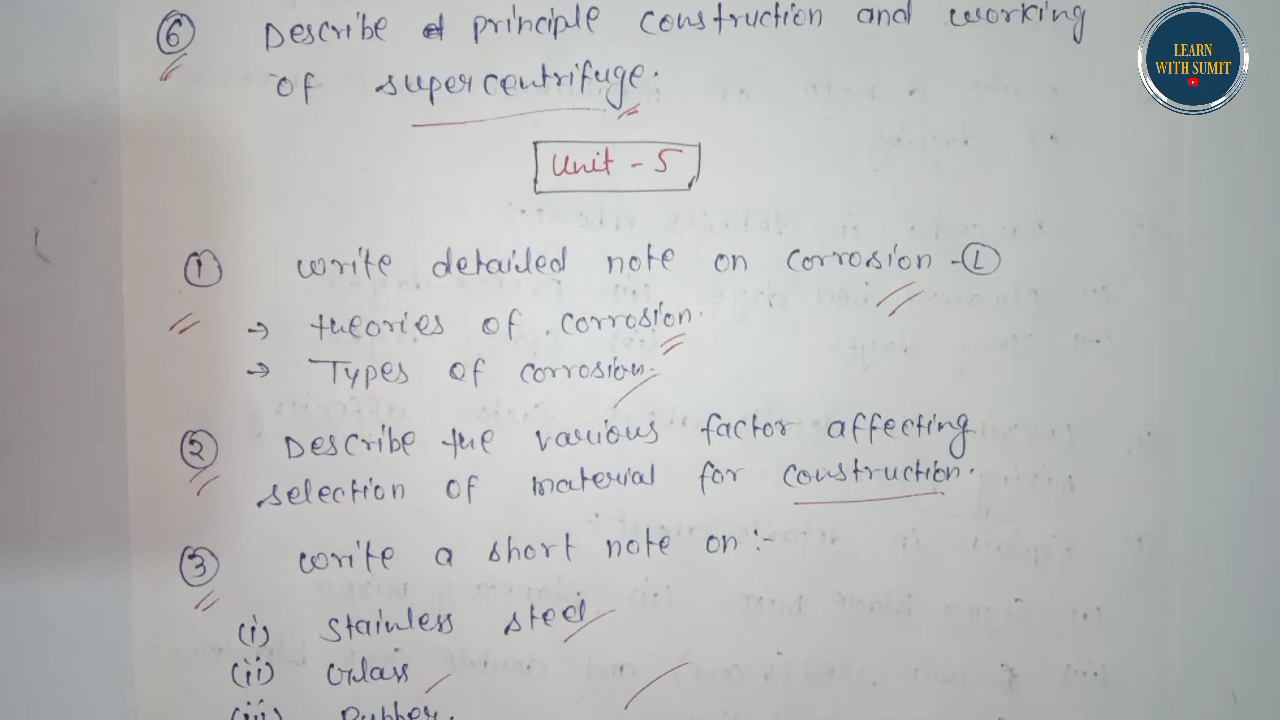 ⑥ Describe principle construction and working
of supercentrifuge.
LEARN
WITH SUMIT
Unit - 5
① Write detailed note on corrosion - Ⓛ
→ theories of corrosion.
→ Types of corrosion.
② Describe the various factor affecting
selection of material for construction.
③ Write a short note on :-
(i) Stainless steel
(ii) Glass
(iii) Rubber.